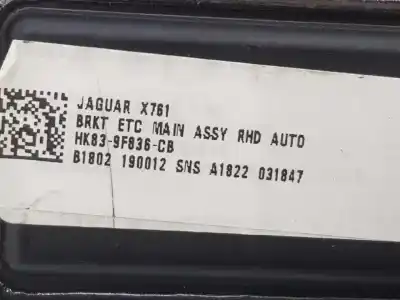 JAGUAR X761
BRKT ETC MAIN ASSY RHD AUTO
HK83-9F836-CB
B1802 190012 SNS A1822 031847